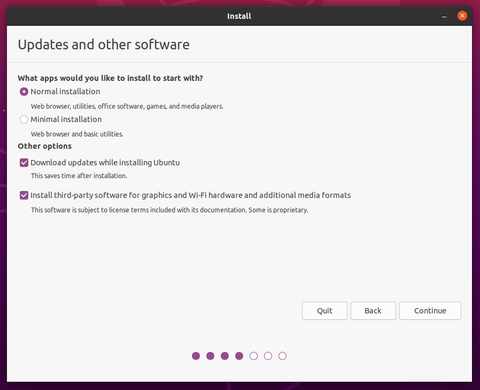 Install
Updates and other software
What apps would you like to install to start with?
Normal installation
Web browser, utilities, office software, games, and media players.
Minimal installation
Web browser and basic utilities.
Other options
Download updates while installing Ubuntu
This saves time after installation.
Install third-party software for graphics and Wi-Fi hardware and additional media formats
This software is subject to license terms included with its documentation. Some is proprietary.
Quit
Back
Continue